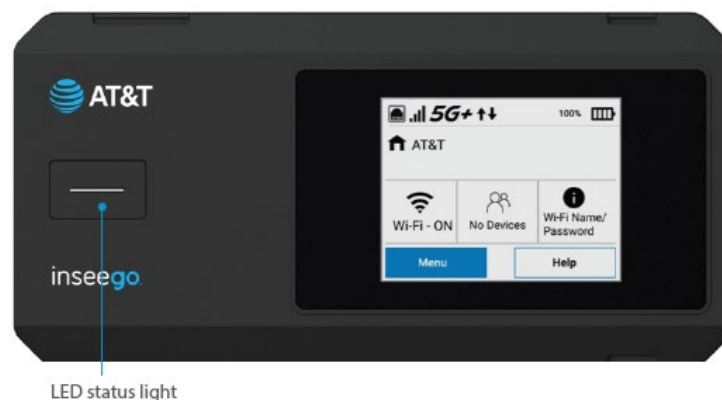 AT&T
5G+
100%
AT&T
Wi-Fi - ON
No Devices
Wi-Fi Name/
Password
Menu
Help
inseego.
LED status light